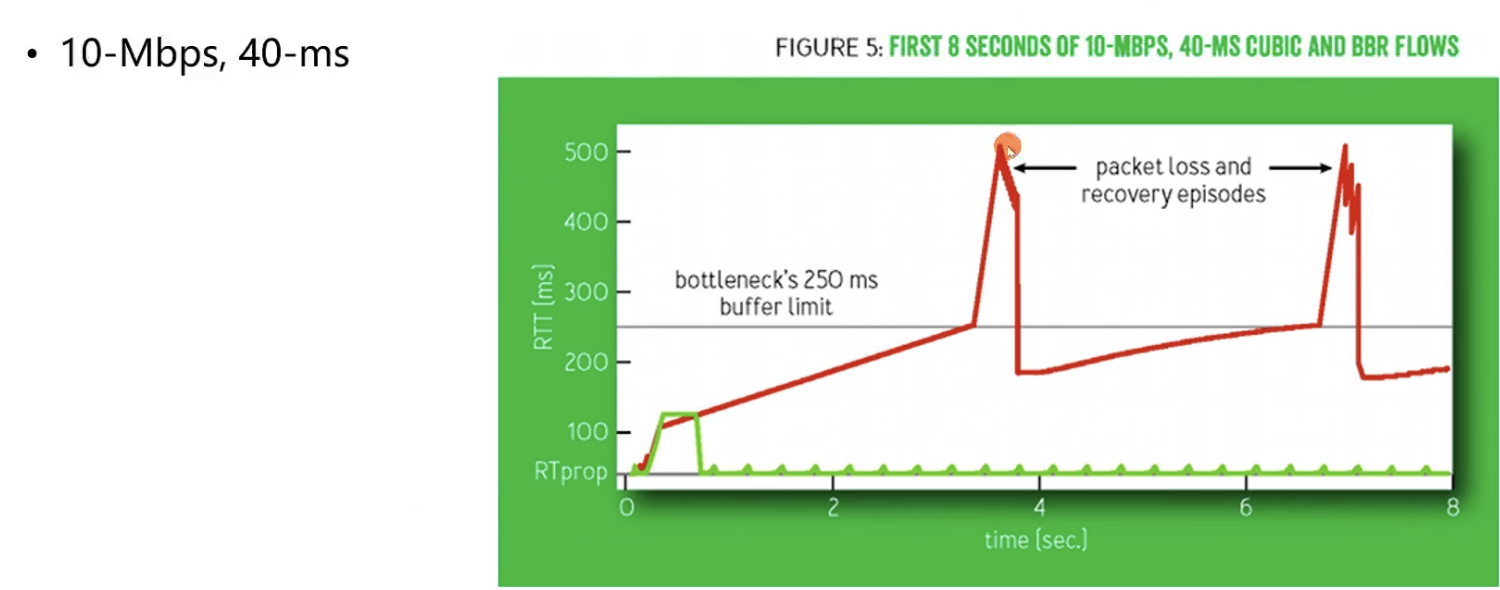 • 10-Mbps, 40-ms
FIGURE 5: FIRST 8 SECONDS OF 10-MBPS, 40-MS CUBIC AND BBR FLOWS
500
400
300
200
100
RTprop
RTT (ms)
packet loss and
recovery episodes
bottleneck's 250 ms
buffer limit
0 2 4 6 8
time (sec.)